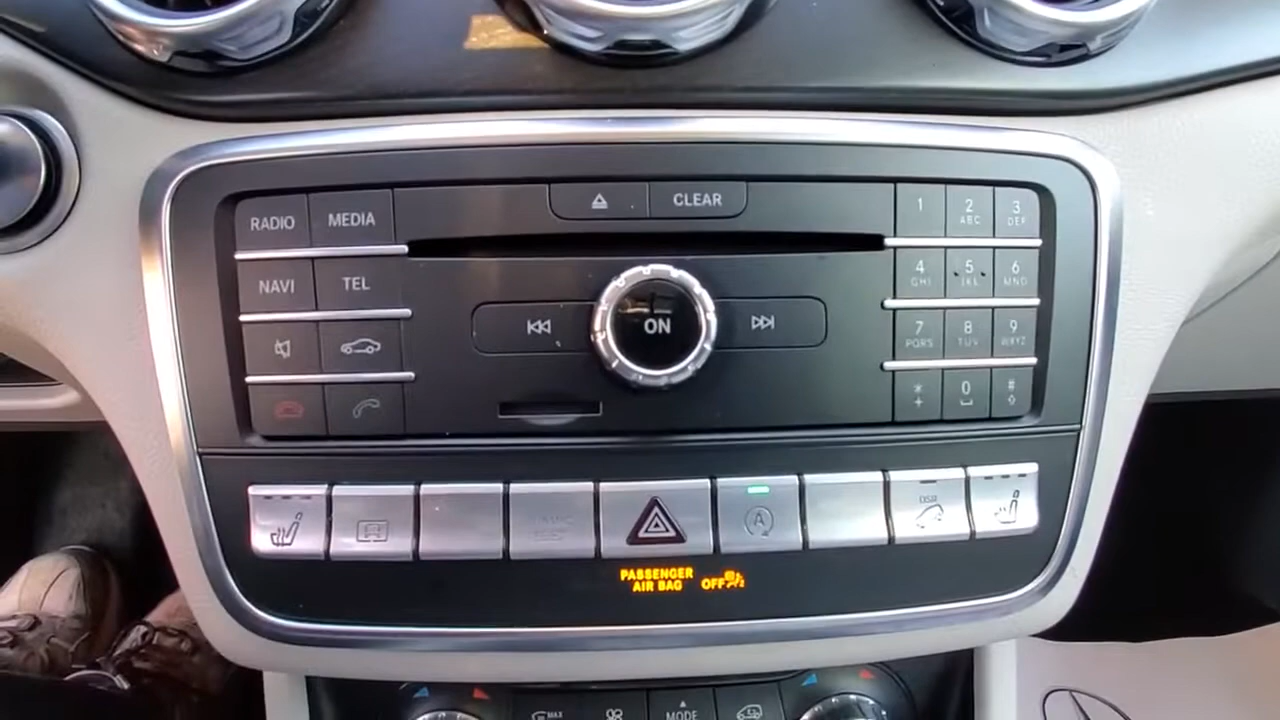 RADIO MEDIA
CLEAR
1 2 ABC 3 DEF
NAVI TEL
4 GHI 5 JKL 6 MNO
ON
7 PQRS 8 TUV 9 WXYZ
* + 0 #
A
PASSENGER
AIR BAG OFF
MAX
MODE